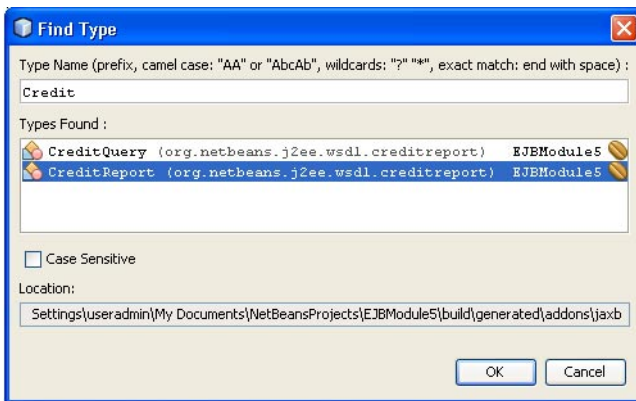 Find Type
Type Name (prefix, camel case: "AA" or "AbcAb", wildcards: "?" "*", exact match: end with space) :
Credit
Types Found :
CreditQuery (org.netbeans.j2ee.wsdl.creditreport) EJBModule5
CreditReport (org.netbeans.j2ee.wsdl.creditreport) EJBModule5
Case Sensitive
Location:
Settings\useradmin\My Documents\NetBeansProjects\EJBModule5\build\generated\addons\jaxb
OK Cancel